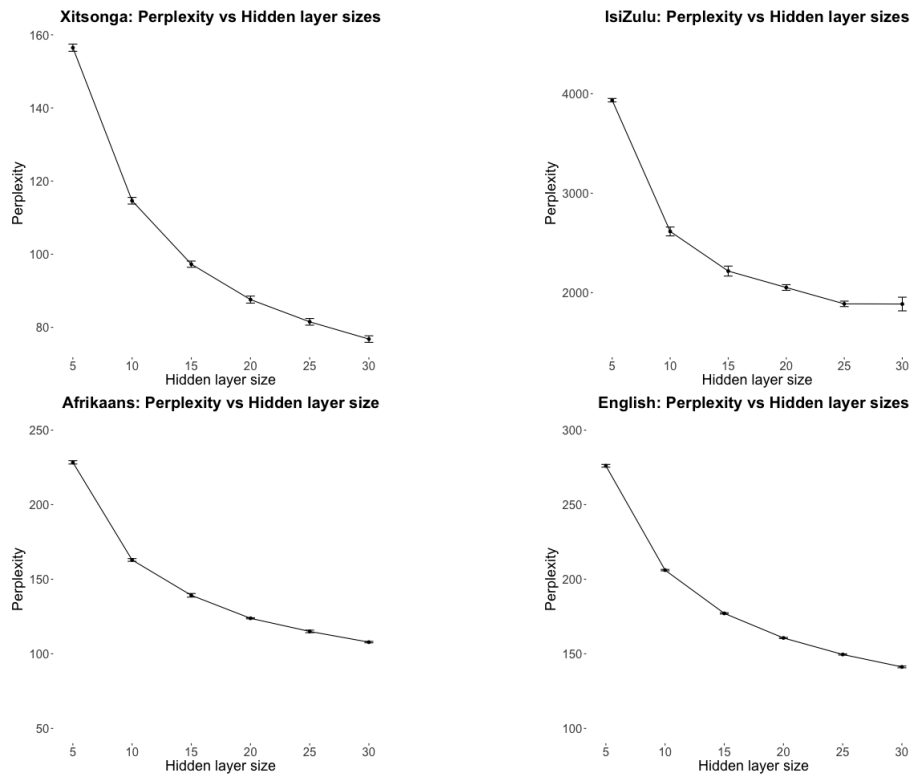 Xitsonga: Perplexity vs Hidden layer sizes
160
140
120
100
80
Perplexity
5 10 15 20 25 30
Hidden layer size
IsiZulu: Perplexity vs Hidden layer sizes
4000
3000
2000
Perplexity
5 10 15 20 25 30
Hidden layer size
Afrikaans: Perplexity vs Hidden layer size
250
200
150
100
50
Perplexity
5 10 15 20 25 30
Hidden layer size
English: Perplexity vs Hidden layer sizes
300
250
200
150
100
Perplexity
5 10 15 20 25 30
Hidden layer size